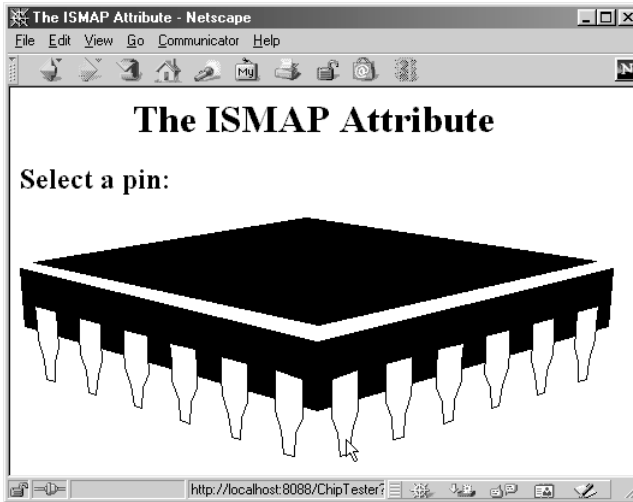 The ISMAP Attribute - Netscape
File Edit View Go Communicator Help
My N
The ISMAP Attribute
Select a pin:
http://localhost:8088/ChipTester?